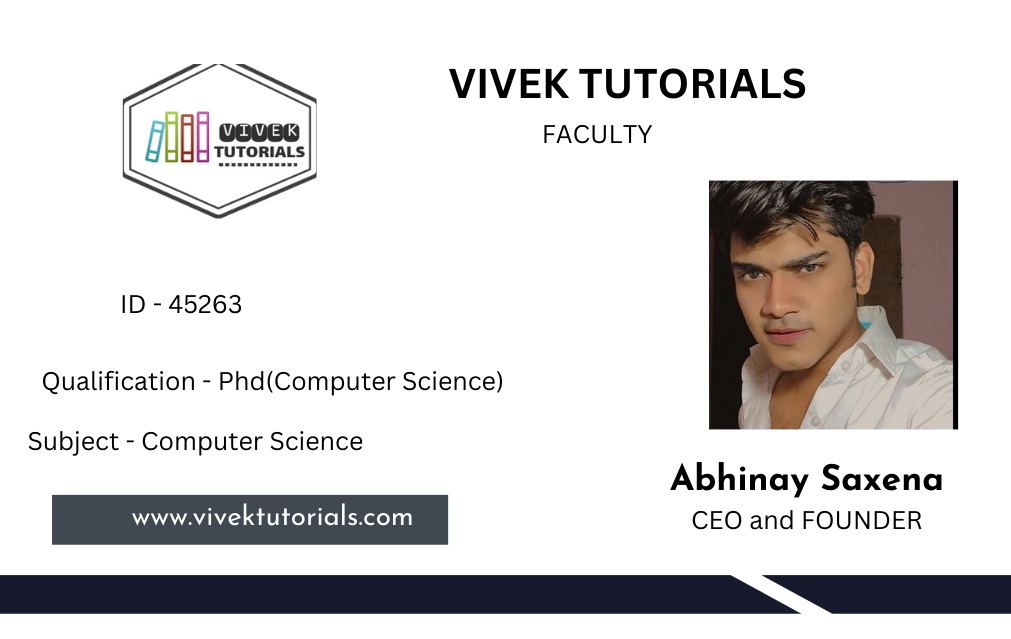 VIVEK
TUTORIALS
VIVEK TUTORIALS
FACULTY
ID - 45263
Qualification - Phd(Computer Science)
Subject - Computer Science
www.vivektutorials.com
Abhinay Saxena
CEO and FOUNDER